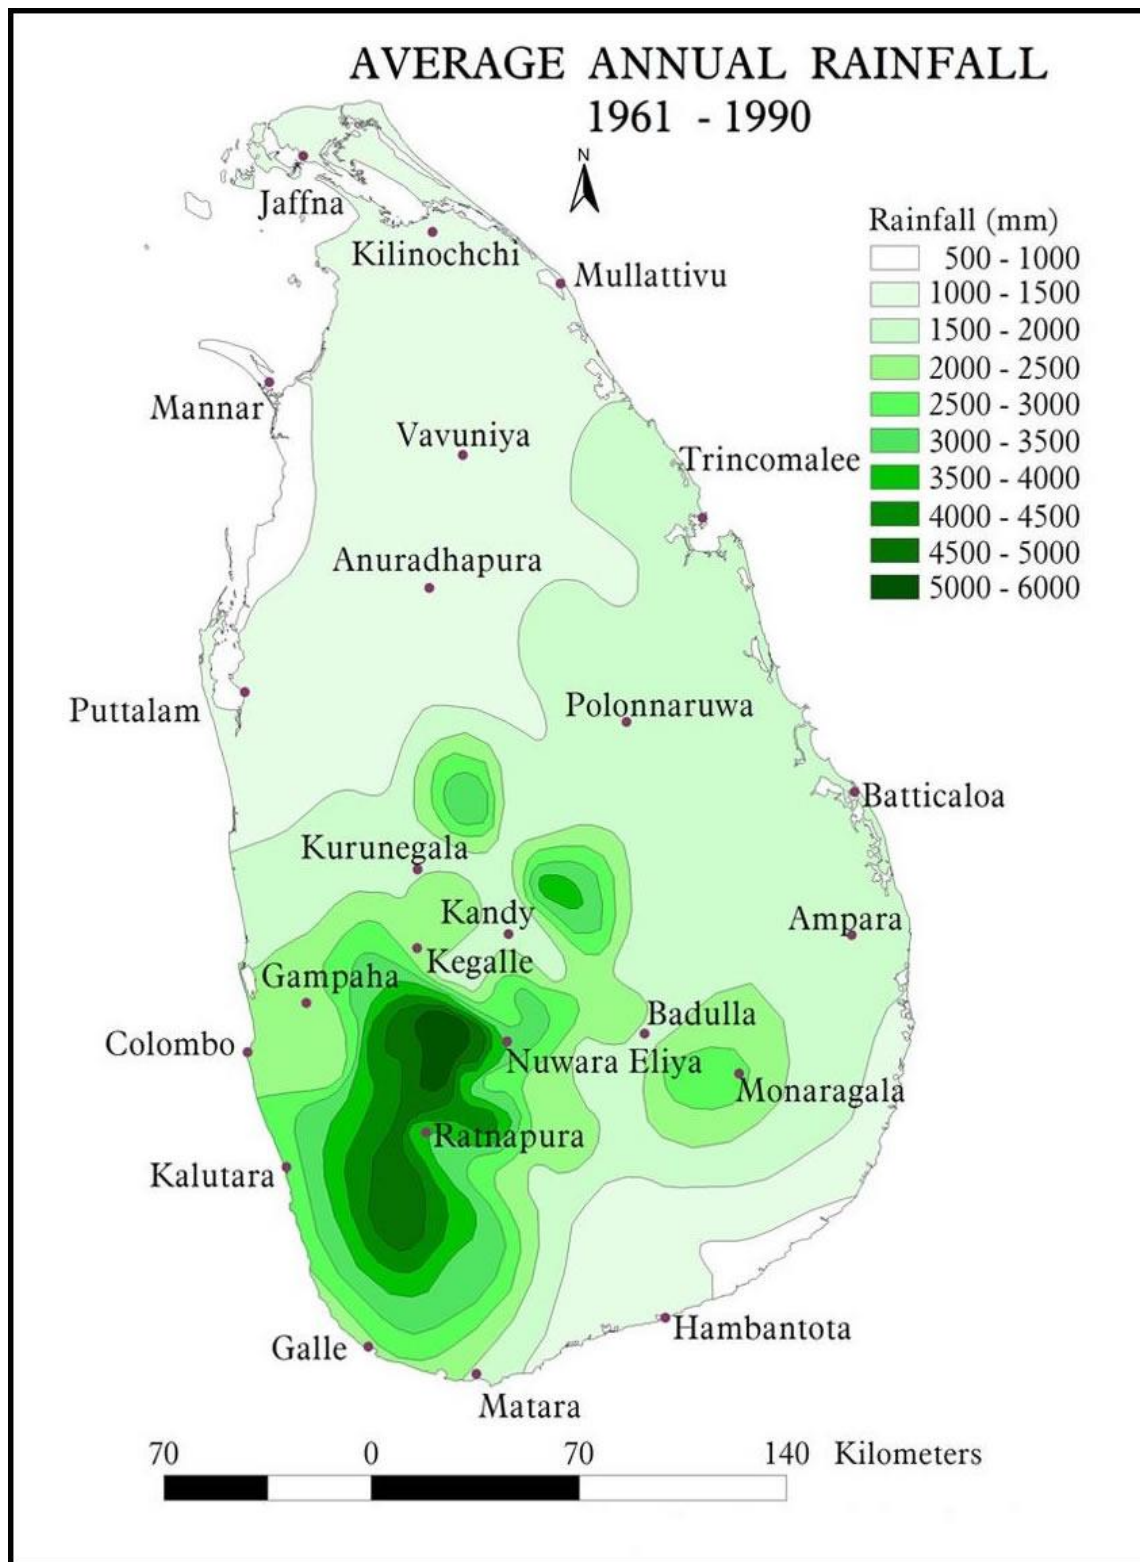 AVERAGE ANNUAL RAINFALL
1961 - 1990
N
Jaffna
Kilinochchi
Mullattivu
Mannar
Vavuniya
Trincomalee
Anuradhapura
Puttalam
Polonnaruwa
Batticaloa
Kurunegala
Kandy
Ampara
Kegalle
Gampaha
Badulla
Colombo
Nuwara Eliya
Monaragala
Ratnapura
Kalutara
Hambantota
Galle
Matara
Rainfall (mm)
500 - 1000
1000 - 1500
1500 - 2000
2000 - 2500
2500 - 3000
3000 - 3500
3500 - 4000
4000 - 4500
4500 - 5000
5000 - 6000
70 0 70 140 Kilometers